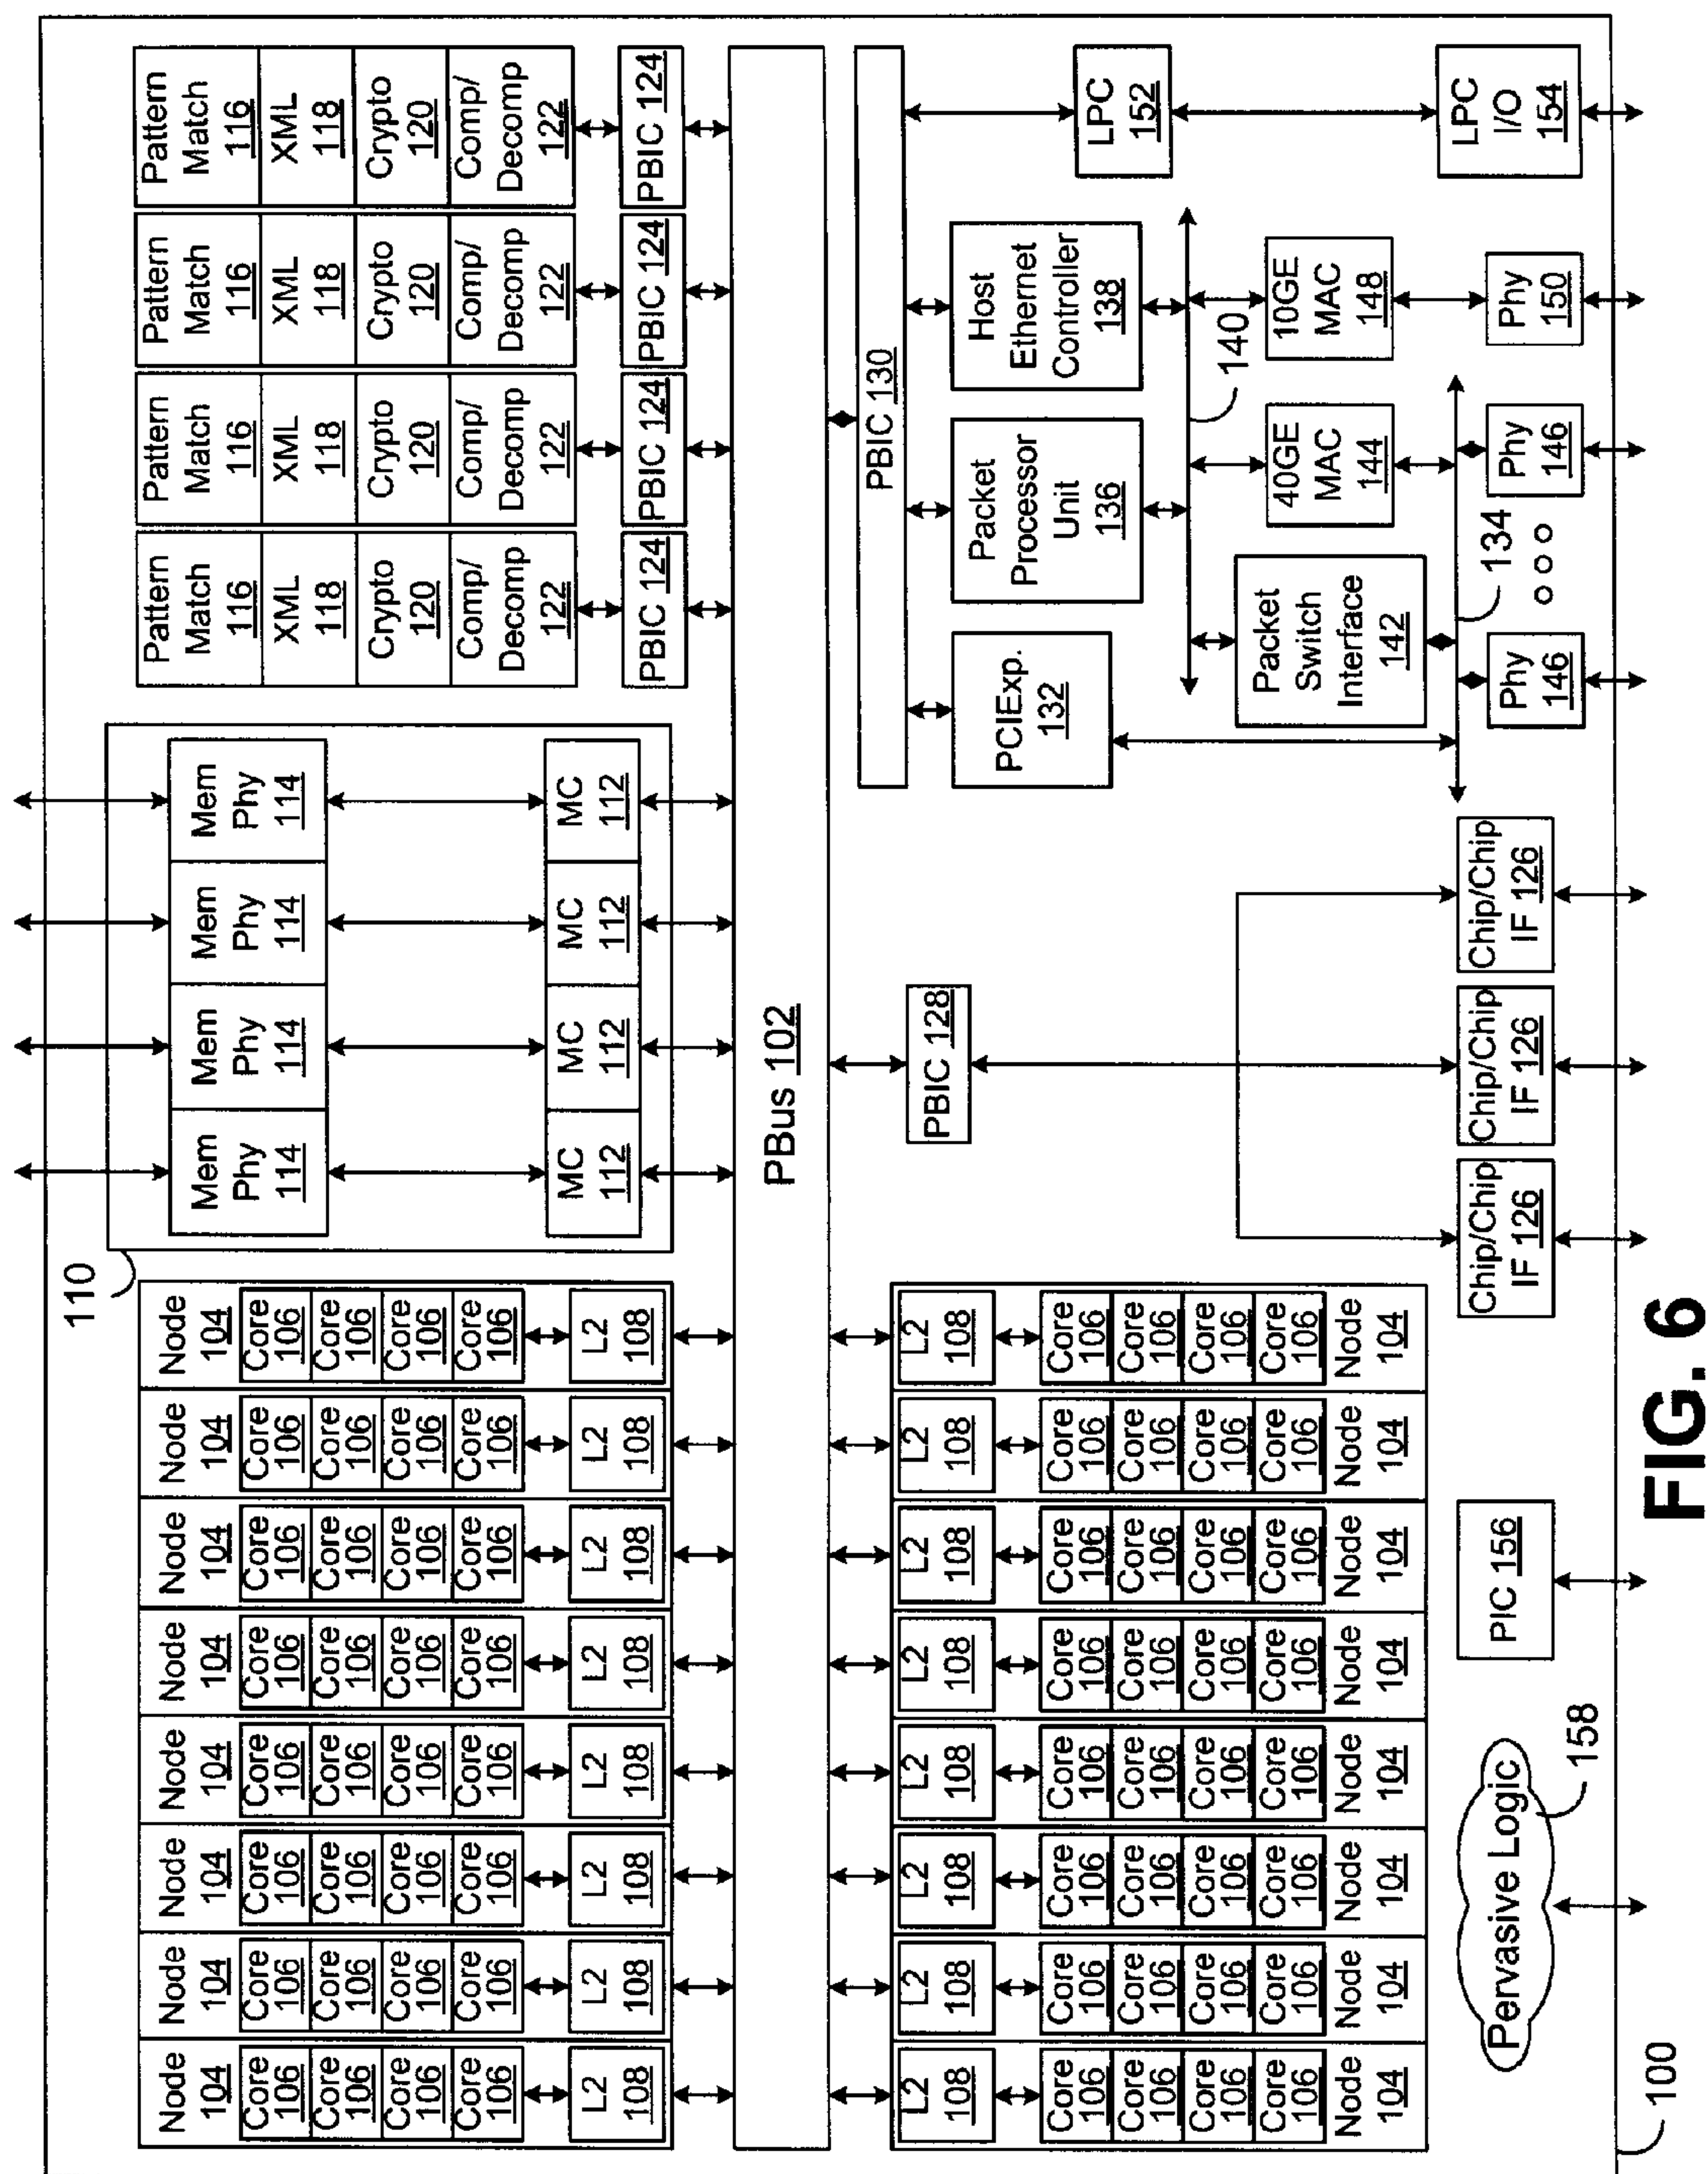 110
Node Node Node Node Node Node Node Node
104 104 104 104 104 104 104 104
Core Core Core Core Core Core Core Core
106 106 106 106 106 106 106 106
Core Core Core Core Core Core Core Core
106 106 106 106 106 106 106 106
Core Core Core Core Core Core Core Core
106 106 106 106 106 106 106 106
Core Core Core Core Core Core Core Core
106 106 106 106 106 106 106 106
L2 L2 L2 L2 L2 L2 L2 L2
108 108 108 108 108 108 108 108
Mem Mem Mem Mem
Phy Phy Phy Phy
114 114 114 114
MC MC MC MC
112 112 112 112
Pattern Pattern Pattern Pattern
Match Match Match Match
116 116 116 116
XML XML XML XML
118 118 118 118
Crypto Crypto Crypto Crypto
120 120 120 120
Comp/ Comp/ Comp/ Comp/
Decomp Decomp Decomp Decomp
122 122 122 122
PBIC 124 PBIC 124 PBIC 124 PBIC 124
PBus 102
L2 L2 L2 L2 L2 L2 L2 L2
108 108 108 108 108 108 108 108
Core Core Core Core Core Core Core Core
106 106 106 106 106 106 106 106
Core Core Core Core Core Core Core Core
106 106 106 106 106 106 106 106
Core Core Core Core Core Core Core Core
106 106 106 106 106 106 106 106
Core Core Core Core Core Core Core Core
106 106 106 106 106 106 106 106
Node Node Node Node Node Node Node Node
104 104 104 104 104 104 104 104
PBIC 128
PBIC 130
PCIExp.
132
Packet
Processor
Unit
136
Host
Ethernet
Controller
138
LPC
152
140
Packet
Switch
Interface
142
40GE
MAC
144
10GE
MAC
148
134
Pervasive Logic
158
PIC 156
Chip/Chip
IF 126
Chip/Chip
IF 126
Chip/Chip
IF 126
Phy
146
Phy
146
Phy
150
LPC
I/O
154
100
FIG. 6